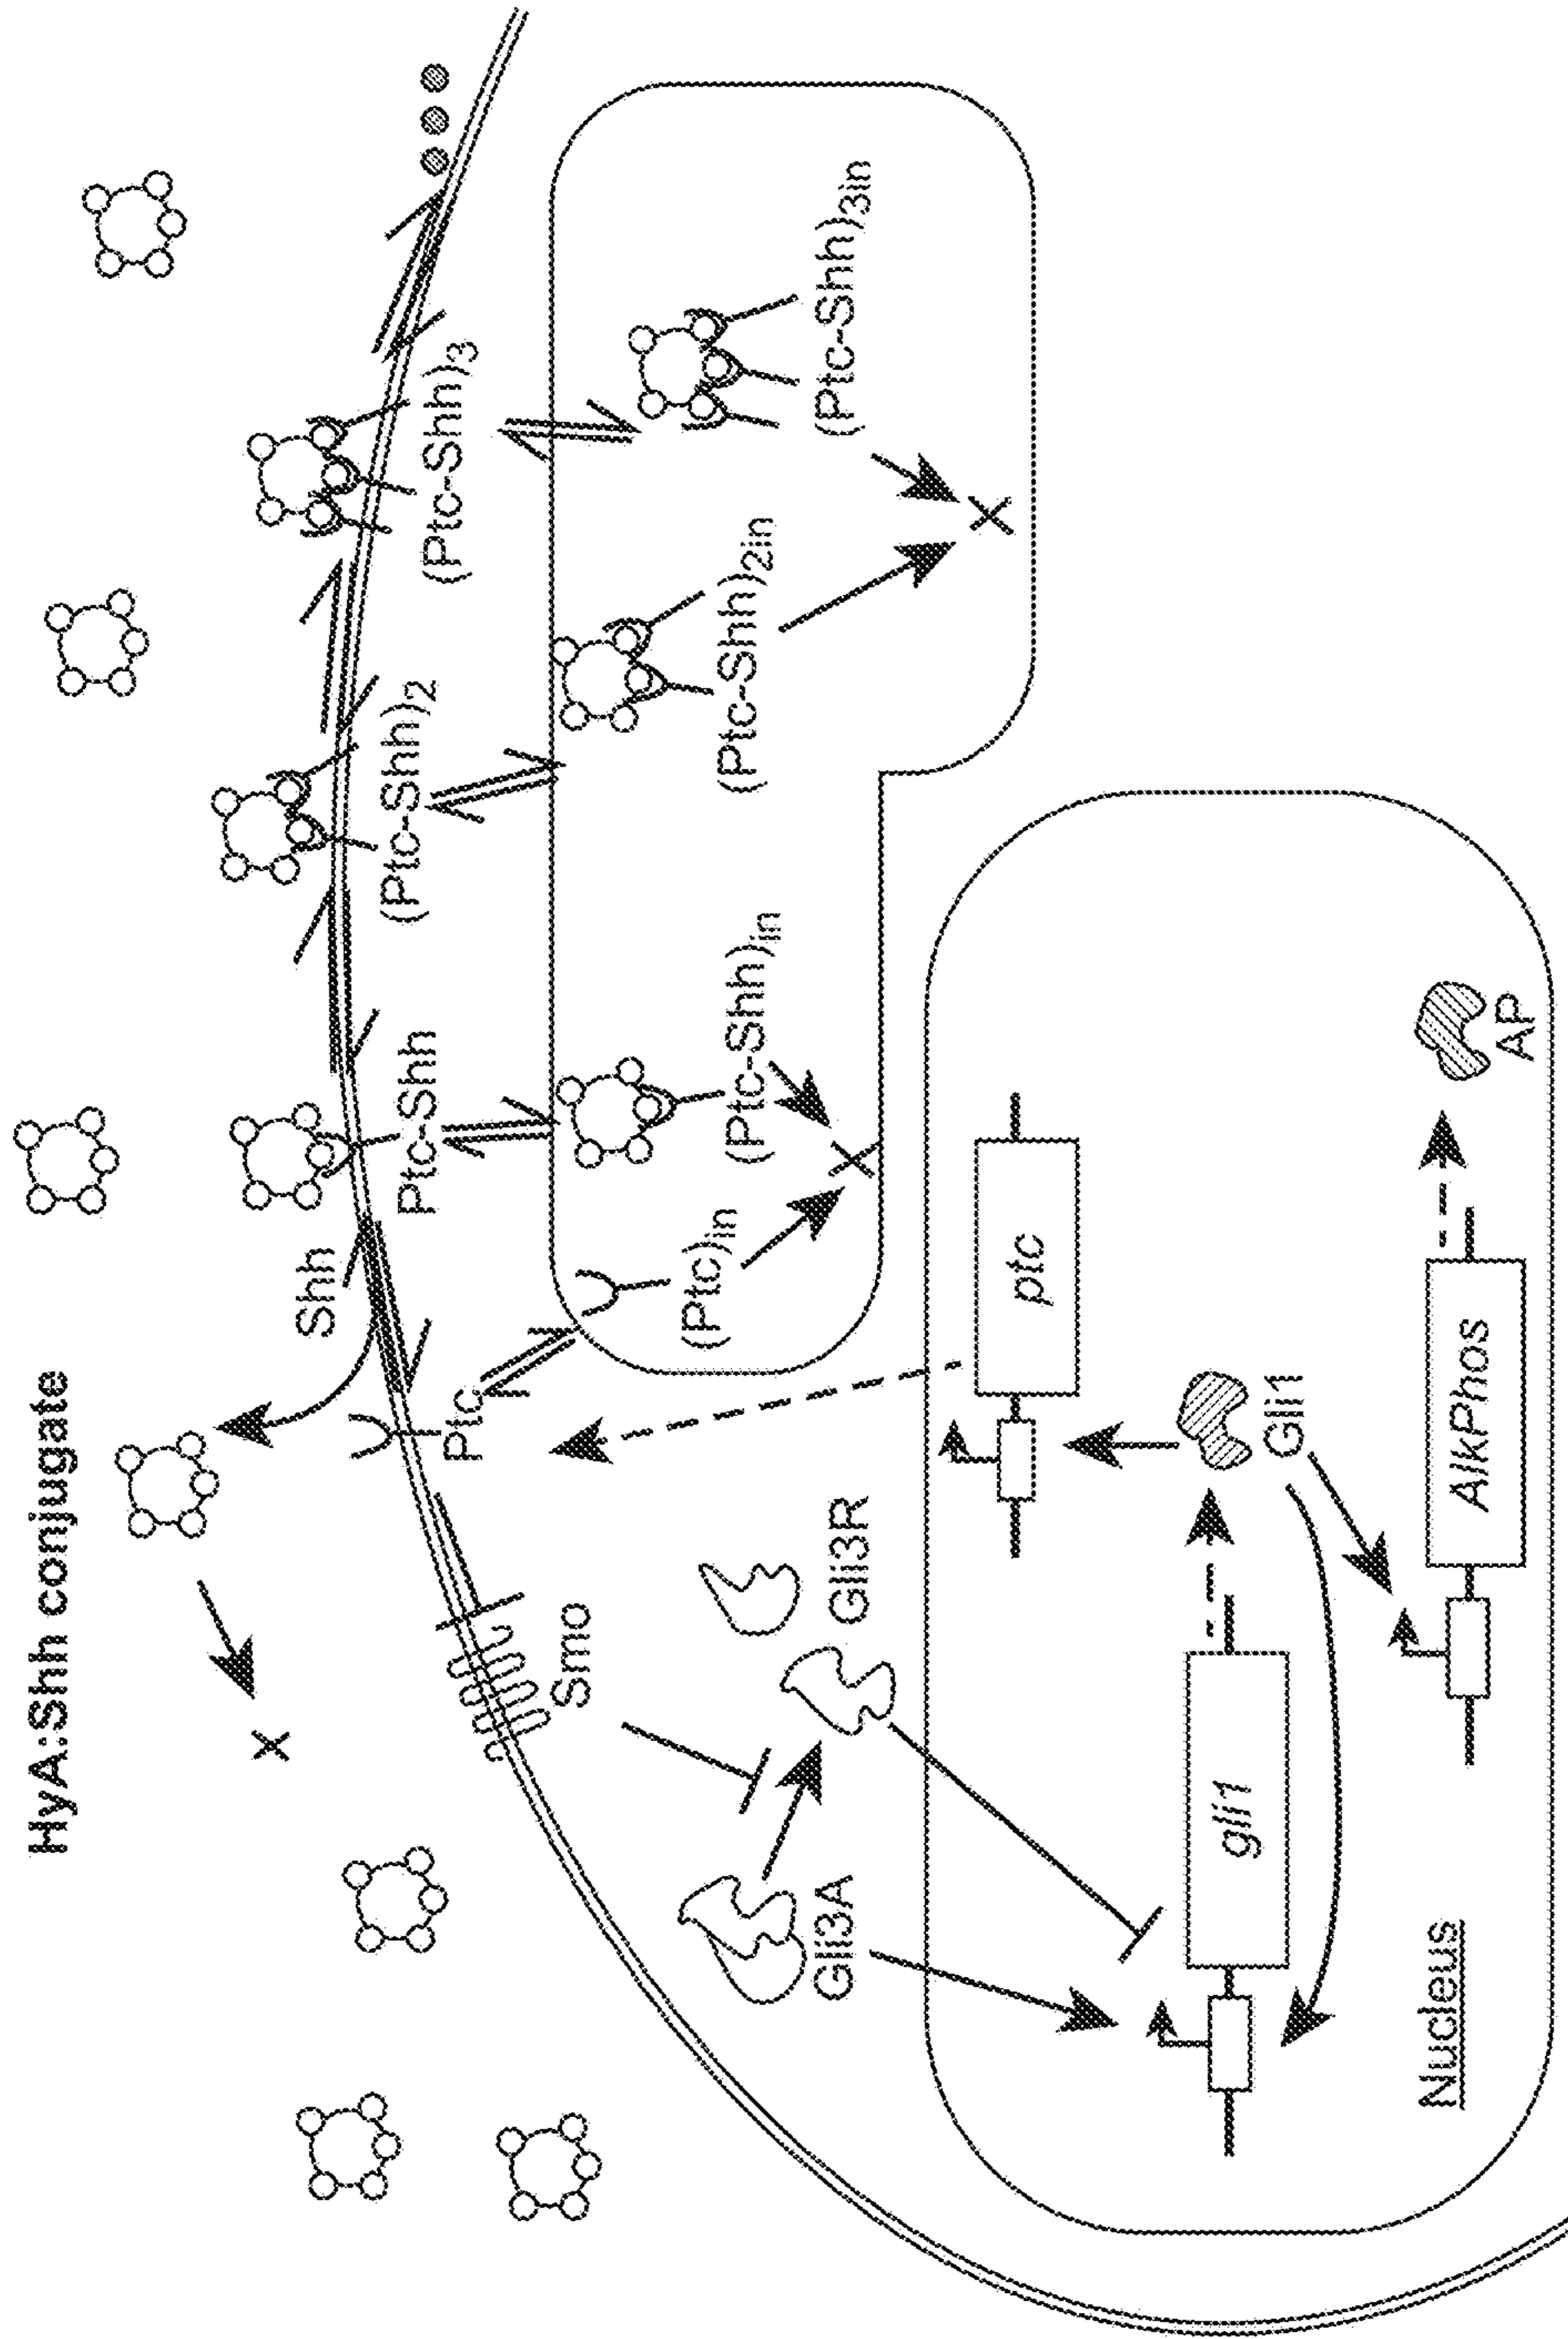 HyA:Shh conjugate
Shh
Smo
Ptc
Ptc-Shh
(Ptc-Shh)2
(Ptc-Shh)3
(Ptc)in
(Ptc-Shh)in
(Ptc-Shh)2in
(Ptc-Shh)3in
Gli3A
Gli3R
ptc
gli1
Gli1
AlkPhos
AP
Nucleus